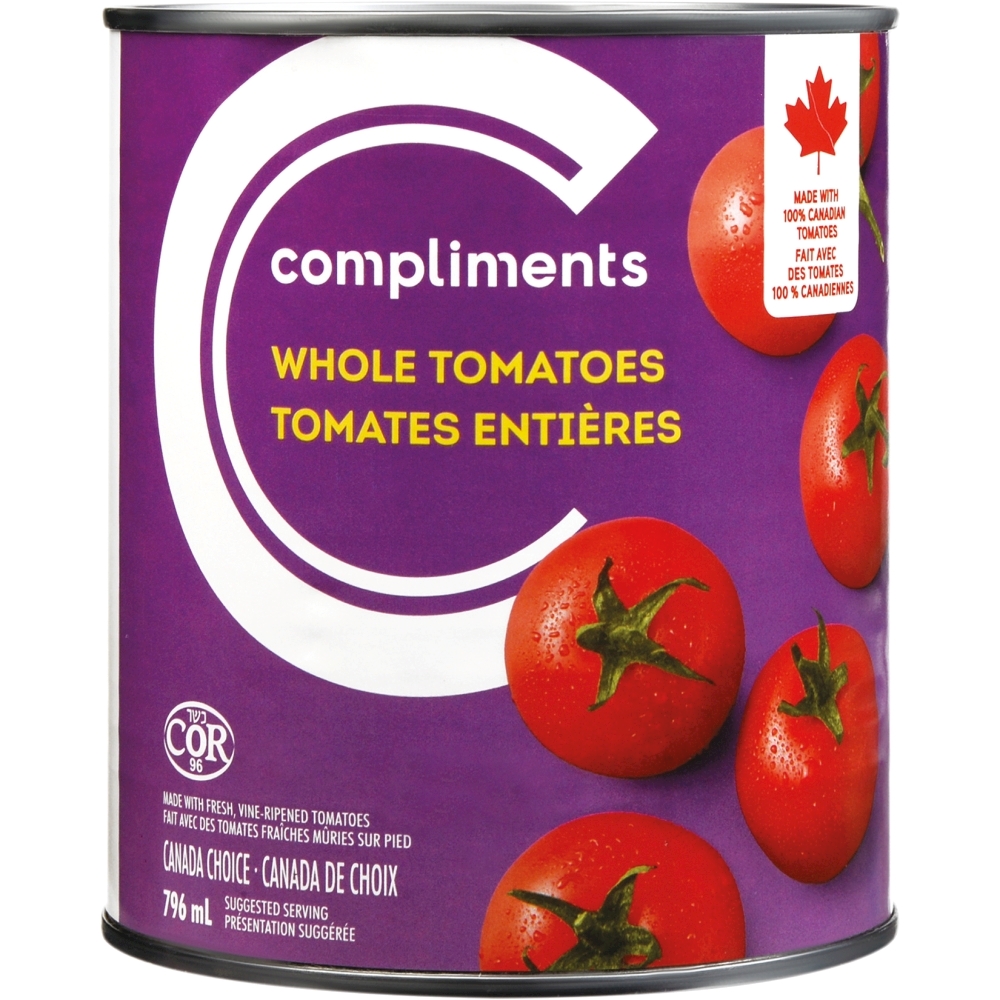 compliments
WHOLE TOMATOES
TOMATES ENTIÈRES
MADE WITH
100% CANADIAN
TOMATOES
FAIT AVEC
DES TOMATES
100 % CANADIENNES
כשר
COR
96
MADE WITH FRESH, VINE-RIPENED TOMATOES
FAIT AVEC DES TOMATES FRAÎCHES MÛRIES SUR PIED
CANADA CHOICE · CANADA DE CHOIX
796 mL
SUGGESTED SERVING
PRÉSENTATION SUGGÉRÉE